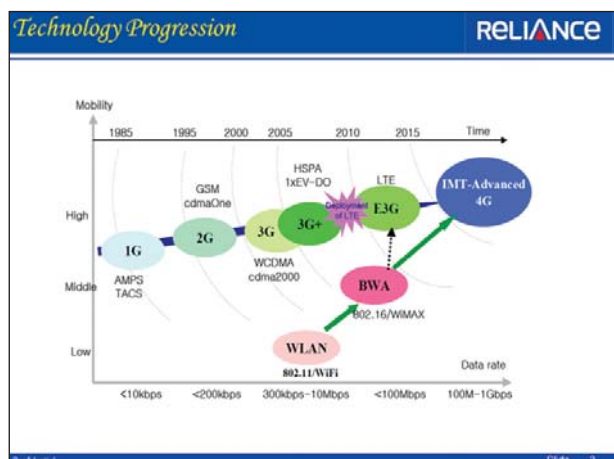 Technology Progression
RELIANCE
Mobility
1985 1995 2000 2005 2010 2015 Time
HSPA
1xEV-DO
LTE
GSM
cdmaOne
IMT-Advanced
4G
High
1G
2G
3G
3G+
Deployment
of LTE
E3G
AMPS
TACS
WCDMA
cdma2000
Middle
BWA
802.16/WiMAX
WLAN
Low
802.11/WiFi
Data rate
<10kbps <200kbps 300kbps-10Mbps <100Mbps 100M-1Gbps